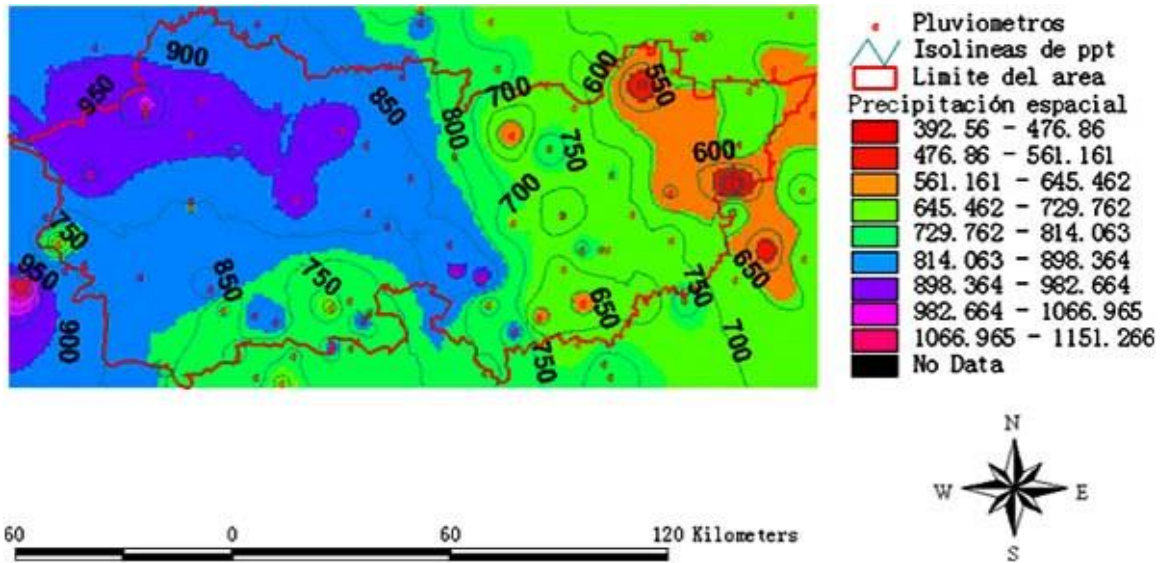 Pluviometros
Isolineas de ppt
Limite del area
Precipitación espacial
392.56 - 476.86
476.86 - 561.161
561.161 - 645.462
645.462 - 729.762
729.762 - 814.063
814.063 - 898.364
898.364 - 982.664
982.664 - 1066.965
1066.965 - 1151.266
No Data
900
950
850
800
700
600
550
750
600
700
750
950
850
750
650
750
650
700
900
750
N
W
E
S
60
0
60
120 Kilometers